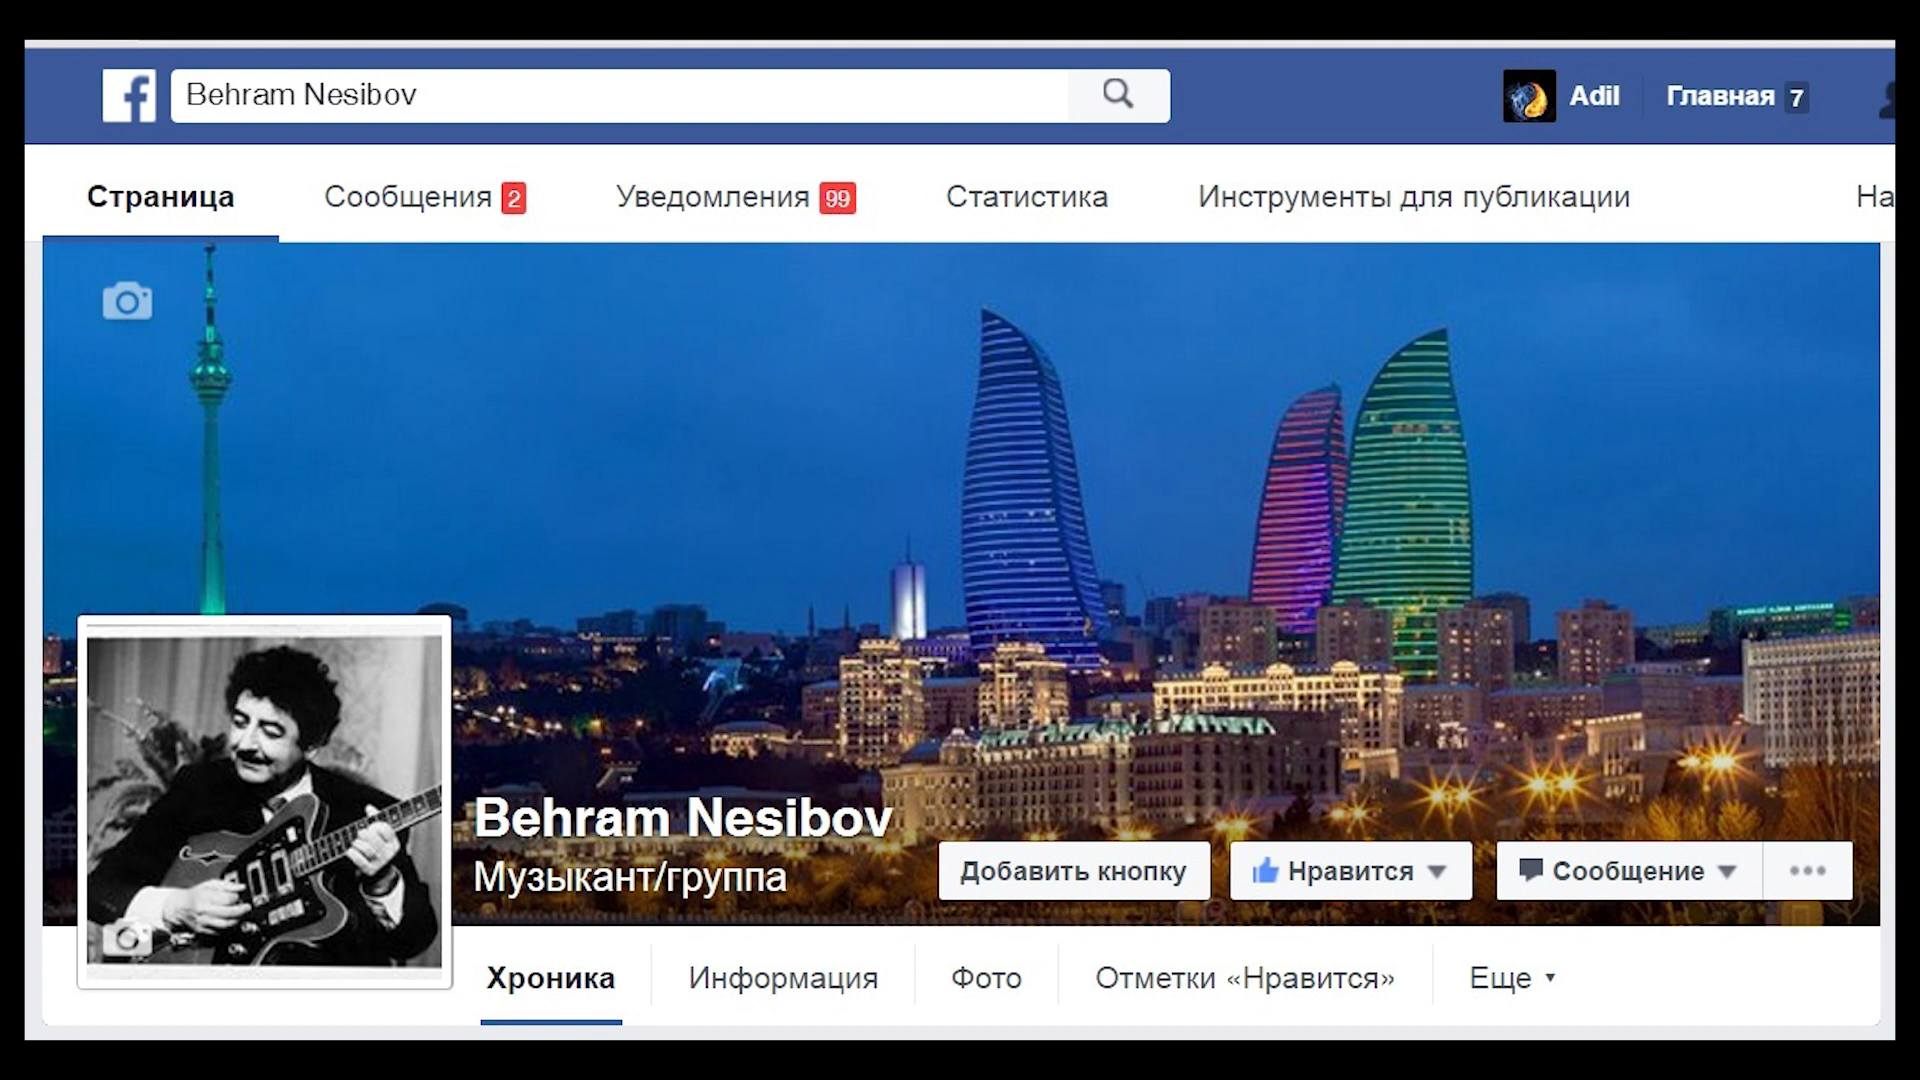 Behram Nesibov
Adil
Главная 7
Страница
Сообщения 2
Уведомления 99
Статистика
Инструменты для публикации
На
Behram Nesibov
Музыкант/группа
Добавить кнопку
Нравится
Сообщение
Хроника
Информация
Фото
Отметки «Нравится»
Еще